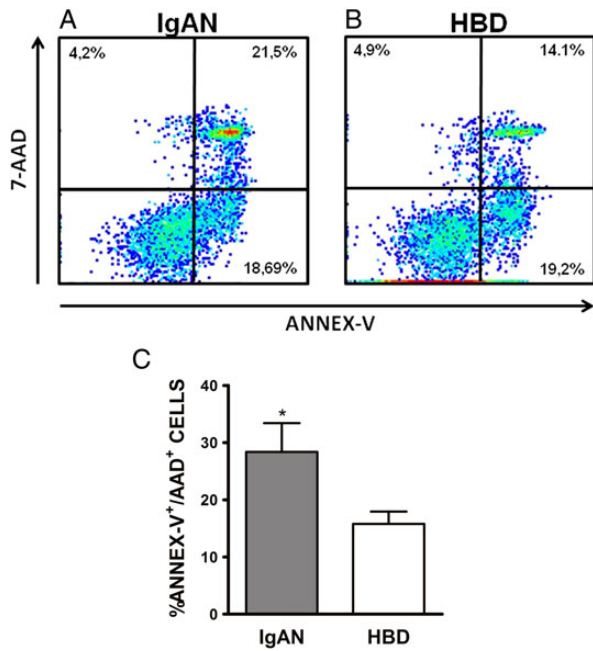 A
IgAN
B
HBD
4,2%
21,5%
4,9%
14.1%
7-AAD
18,69%
19,2%
ANNEX-V
C
%ANNEX-V⁺/AAD⁺ CELLS
40
30
20
10
0
*
IgAN
HBD